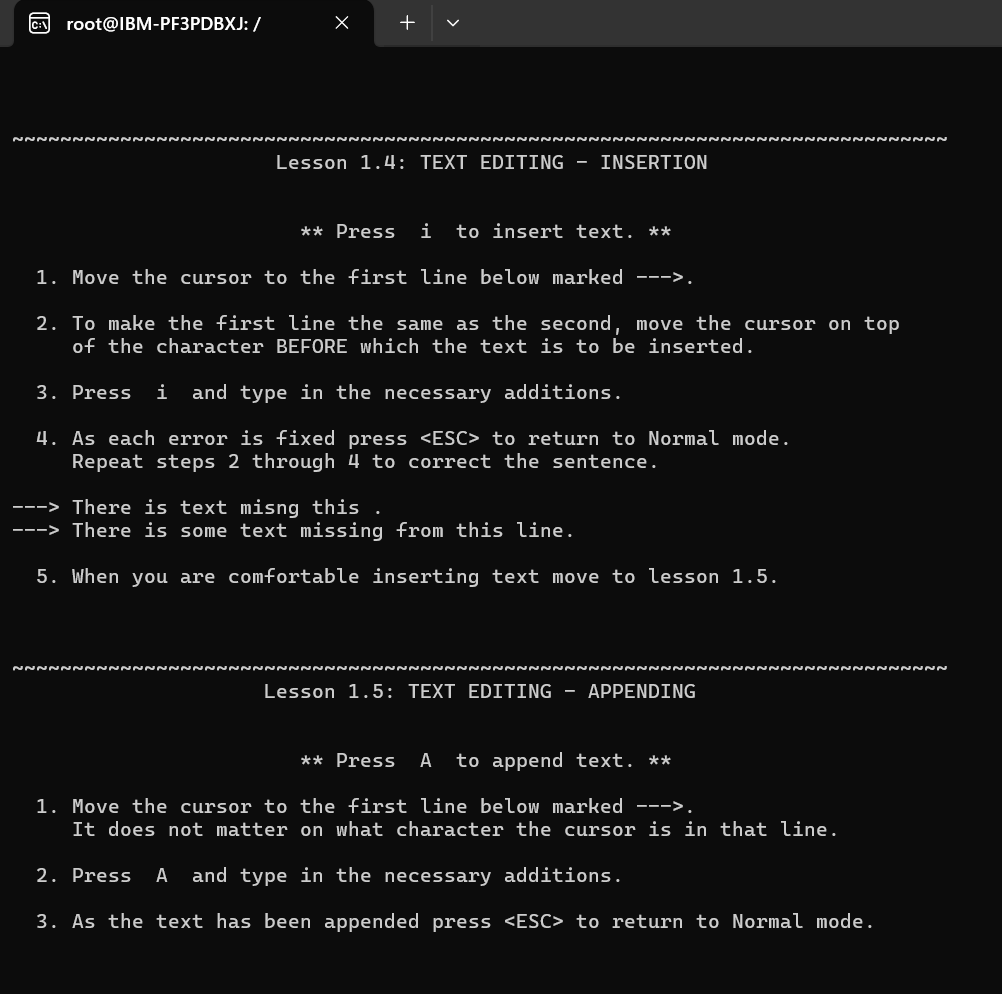 root@IBM-PF3PDBXJ: /
~~~~~~~~~~~~~~~~~~~~~~~~~~~~~~~~~~~~~~~~~~~~~~~~~~~~~~~~~~~~~~~~~~~~~~~~~~~~~~
Lesson 1.4: TEXT EDITING - INSERTION
** Press  i  to insert text. **
1. Move the cursor to the first line below marked --->.
2. To make the first line the same as the second, move the cursor on top
of the character BEFORE which the text is to be inserted.
3. Press  i  and type in the necessary additions.
4. As each error is fixed press <ESC> to return to Normal mode.
Repeat steps 2 through 4 to correct the sentence.
---> There is text misng this .
---> There is some text missing from this line.
5. When you are comfortable inserting text move to lesson 1.5.
~~~~~~~~~~~~~~~~~~~~~~~~~~~~~~~~~~~~~~~~~~~~~~~~~~~~~~~~~~~~~~~~~~~~~~~~~~~~~~
Lesson 1.5: TEXT EDITING - APPENDING
** Press  A  to append text. **
1. Move the cursor to the first line below marked --->.
It does not matter on what character the cursor is in that line.
2. Press  A  and type in the necessary additions.
3. As the text has been appended press <ESC> to return to Normal mode.